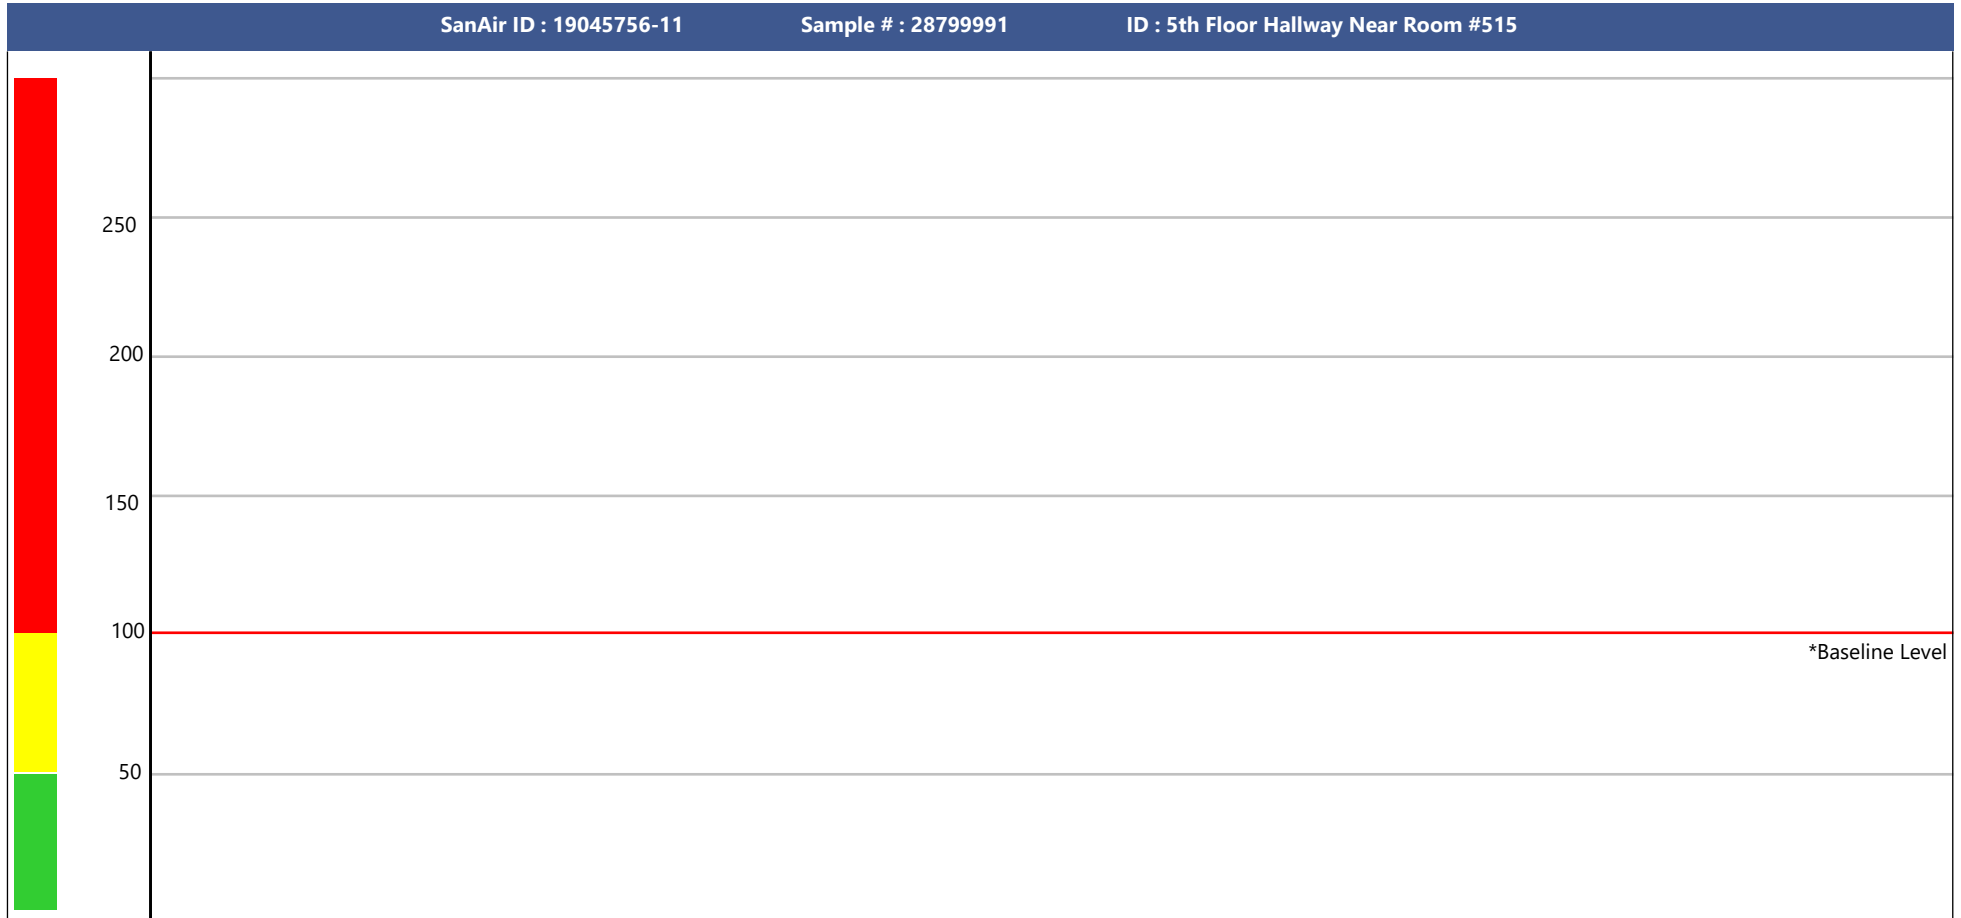 SanAir ID : 19045756-11 Sample # : 28799991 ID : 5th Floor Hallway Near Room #515
250
200
150
100
*Baseline Level
50